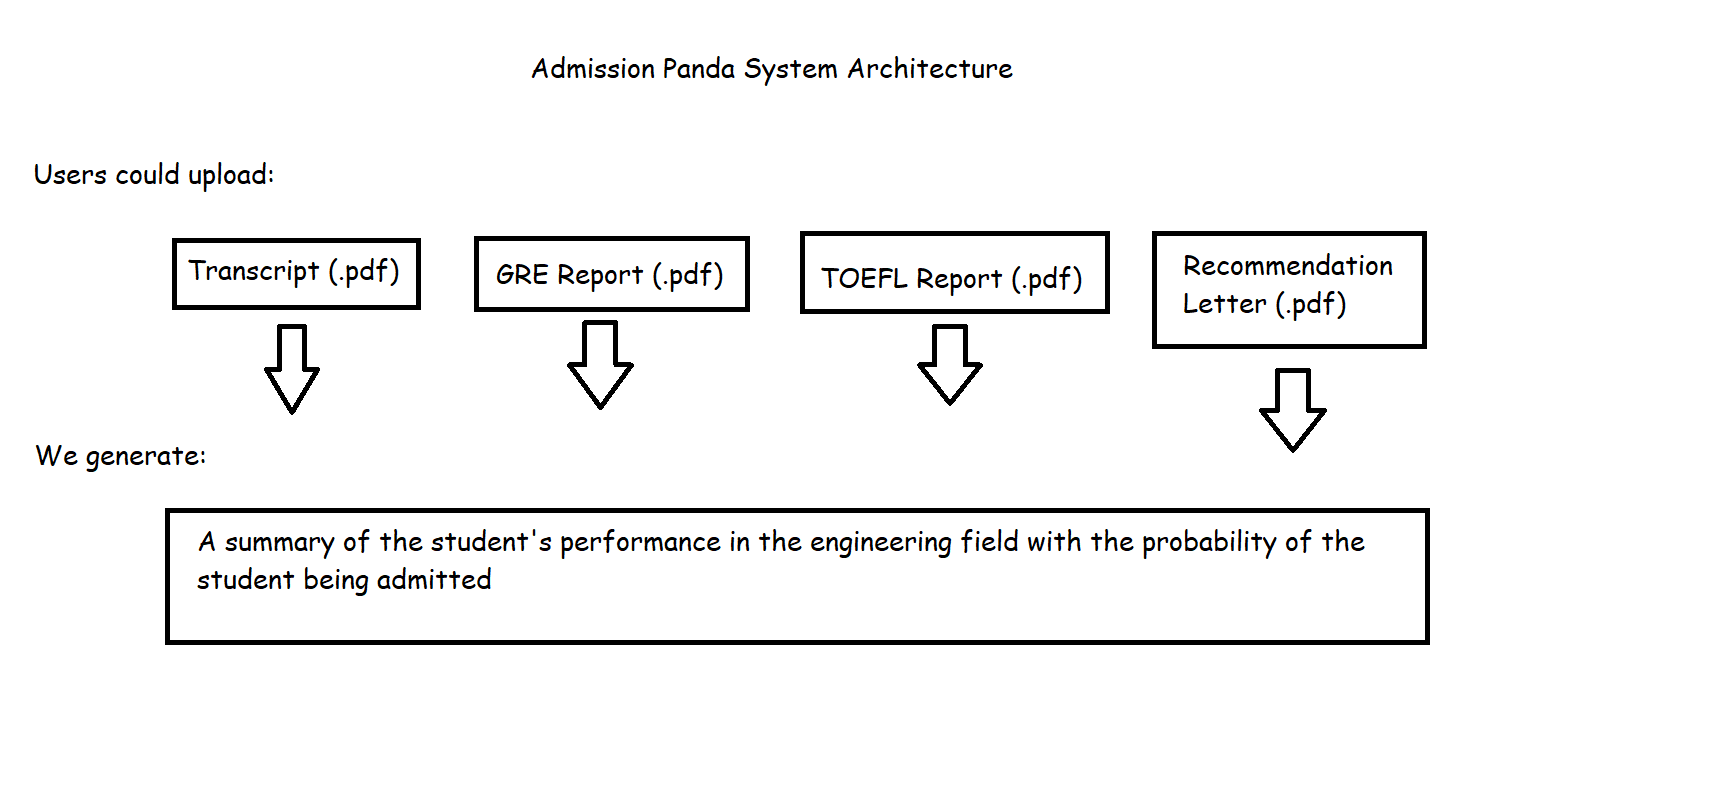 Admission Panda System Architecture
Users could upload:
Transcript (.pdf)
GRE Report (.pdf)
TOEFL Report (.pdf)
Recommendation
Letter (.pdf)
We generate:
A summary of the student's performance in the engineering field with the probability of the
student being admitted